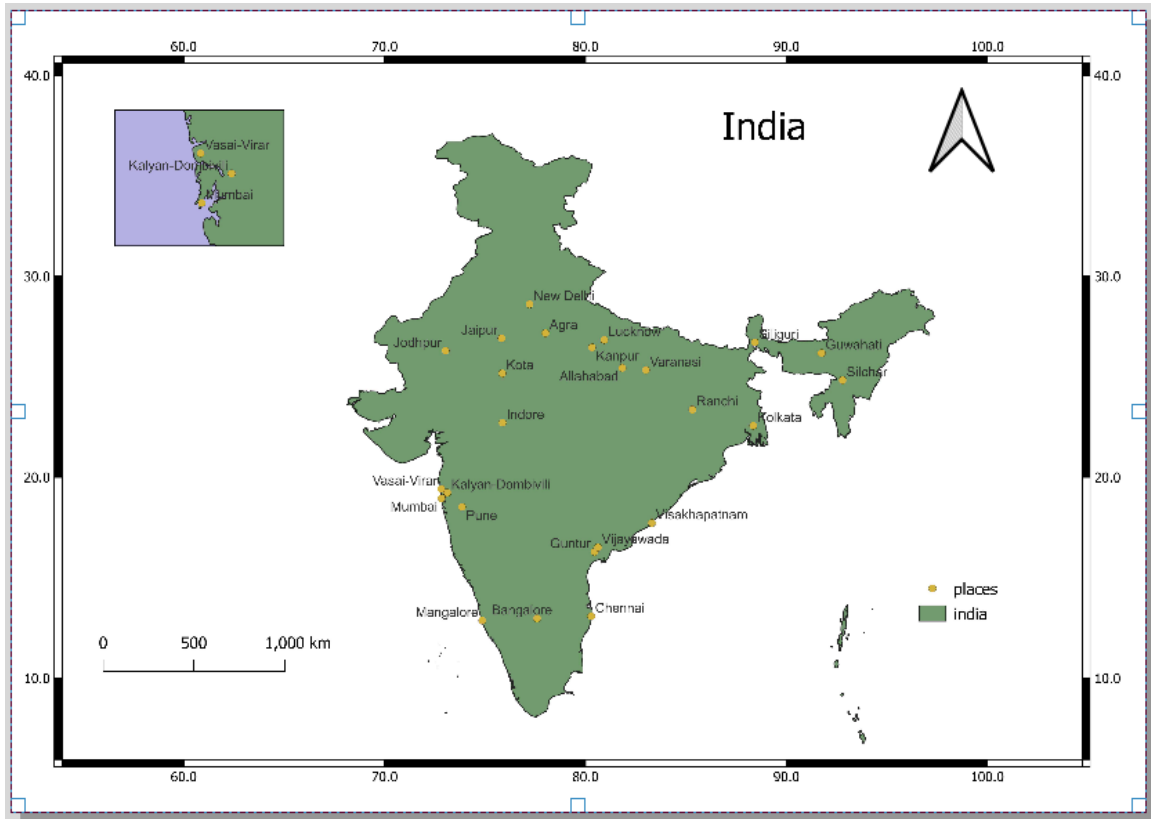 60.0 70.0 80.0 90.0 100.0
40.0 40.0
India
Vasai-Virar
Kalyan-Dombivili
Mumbai
30.0 30.0
New Delhi
Jaipur Agra Lucknow Siliguri
Jodhpur Kanpur Guwahati
Kota Varanasi
Allahabad Silchar
Ranchi
Indore Kolkata
20.0 20.0
Vasai-Virar Kalyan-Dombivili
Mumbai Pune Visakhapatnam
Guntur Vijayawada
places
Mangalore Bangalore Chennai
india
0 500 1,000 km
10.0 10.0
60.0 70.0 80.0 90.0 100.0